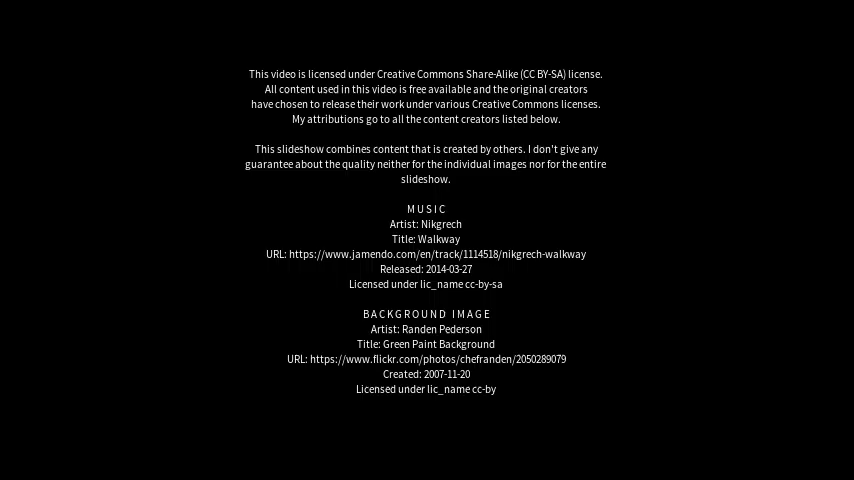 This video is licensed under Creative Commons Share-Alike (CC BY-SA) license.
All content used in this video is free available and the original creators
have chosen to release their work under various Creative Commons licenses.
My attributions go to all the content creators listed below.
This slideshow combines content that is created by others. I don't give any
guarantee about the quality neither for the individual images nor for the entire
slideshow.
MUSIC
Artist: Nikgrech
Title: Walkway
URL: https://www.jamendo.com/en/track/1114518/nikgrech-walkway
Released: 2014-03-27
Licensed under lic_name cc-by-sa
BACKGROUND IMAGE
Artist: Randen Pederson
Title: Green Paint Background
URL: https://www.flickr.com/photos/chefranden/2050289079
Created: 2007-11-20
Licensed under lic_name cc-by